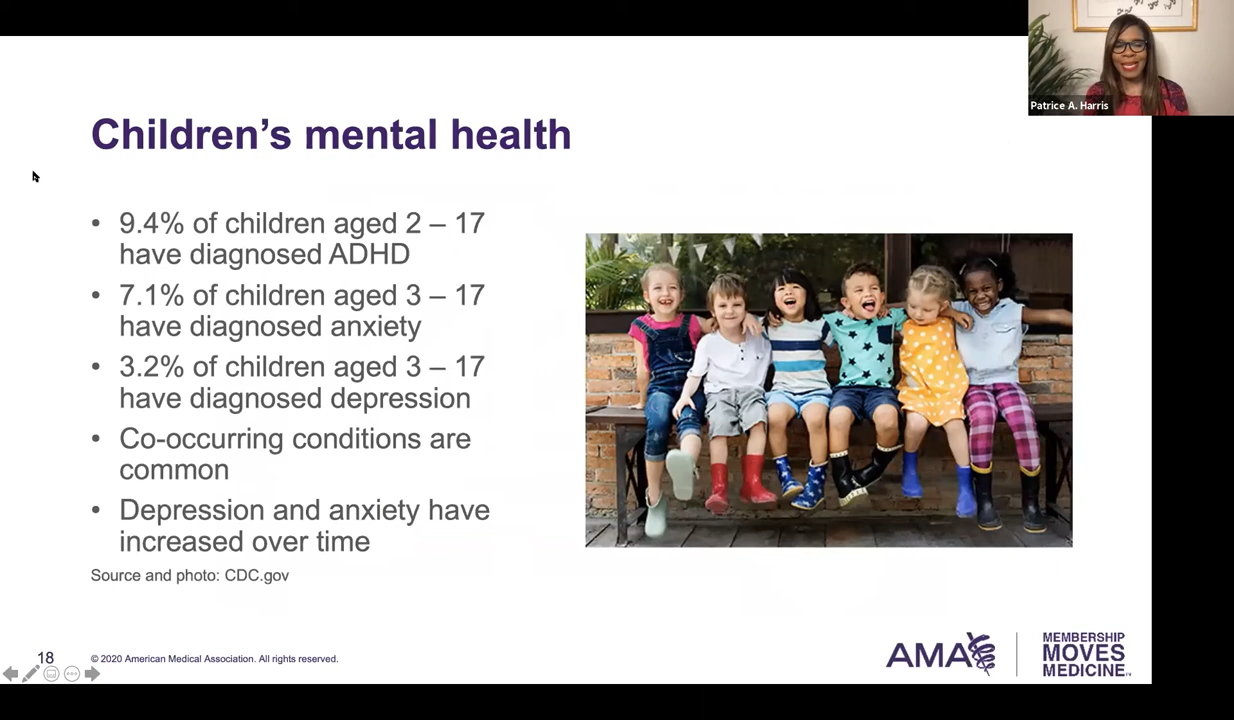 Patrice A. Harris
Children’s mental health
• 9.4% of children aged 2 – 17
have diagnosed ADHD
• 7.1% of children aged 3 – 17
have diagnosed anxiety
• 3.2% of children aged 3 – 17
have diagnosed depression
• Co-occurring conditions are
common
• Depression and anxiety have
increased over time
Source and photo: CDC.gov
18
© 2020 American Medical Association. All rights reserved.
AMA
MEMBERSHIP
MOVES
MEDICINE™